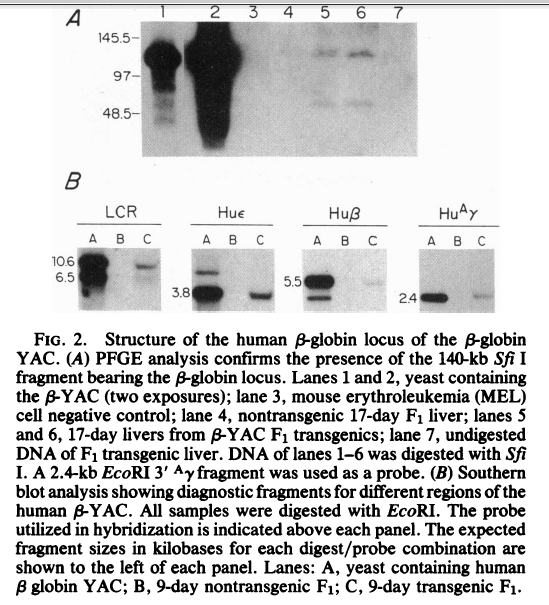 A
1 2 3 4 5 6 7
145.5-
97-
48.5-
B
LCR Huϵ Huβ Hu^Aγ
A B C A B C A B C A B C
10.6
6.5
3.8
5.5
2.4
FIG. 2. Structure of the human β-globin locus of the β-globin
YAC. (A) PFGE analysis confirms the presence of the 140-kb Sfi I
fragment bearing the β-globin locus. Lanes 1 and 2, yeast containing
the β-YAC (two exposures); lane 3, mouse erythroleukemia (MEL)
cell negative control; lane 4, nontransgenic 17-day F₁ liver; lanes 5
and 6, 17-day livers from β-YAC F₁ transgenics; lane 7, undigested
DNA of F₁ transgenic liver. DNA of lanes 1–6 was digested with Sfi
I. A 2.4-kb EcoRI 3′ ^Aγ fragment was used as a probe. (B) Southern
blot analysis showing diagnostic fragments for different regions of the
human β-YAC. All samples were digested with EcoRI. The probe
utilized in hybridization is indicated above each panel. The expected
fragment sizes in kilobases for each digest/probe combination are
shown to the left of each panel. Lanes: A, yeast containing human
β globin YAC; B, 9-day nontransgenic F₁; C, 9-day transgenic F₁.